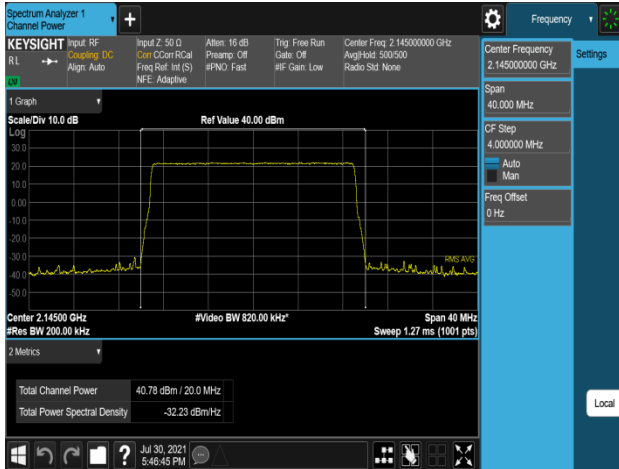 Spectrum Analyzer 1
Channel Power
Frequency
KEYSIGHT
RL
LU
Input: RF
Coupling: DC
Align: Auto
Input Z: 50 Ω
Corr CCorr RCal
Freq Ref: Int (S)
NFE: Adaptive
Atten: 16 dB
Preamp: Off
#PNO: Fast
Trig: Free Run
Gate: Off
#IF Gain: Low
Center Freq: 2.145000000 GHz
Avg|Hold: 500/500
Radio Std: None
Center Frequency
2.145000000 GHz
Settings
Span
40.000 MHz
CF Step
4.000000 MHz
Auto
Man
Freq Offset
0 Hz
1 Graph
Scale/Div 10.0 dB
Ref Value 40.00 dBm
Log
30.0
20.0
10.0
0.00
-10.0
-20.0
-30.0
-40.0
-50.0
RMS AVG
Center 2.14500 GHz
#Video BW 820.00 kHz*
Span 40 MHz
#Res BW 200.00 kHz
Sweep 1.27 ms (1001 pts)
2 Metrics
Total Channel Power 40.78 dBm / 20.0 MHz
Total Power Spectral Density -32.23 dBm/Hz
Local
?
Jul 30, 2021
5:46:45 PM